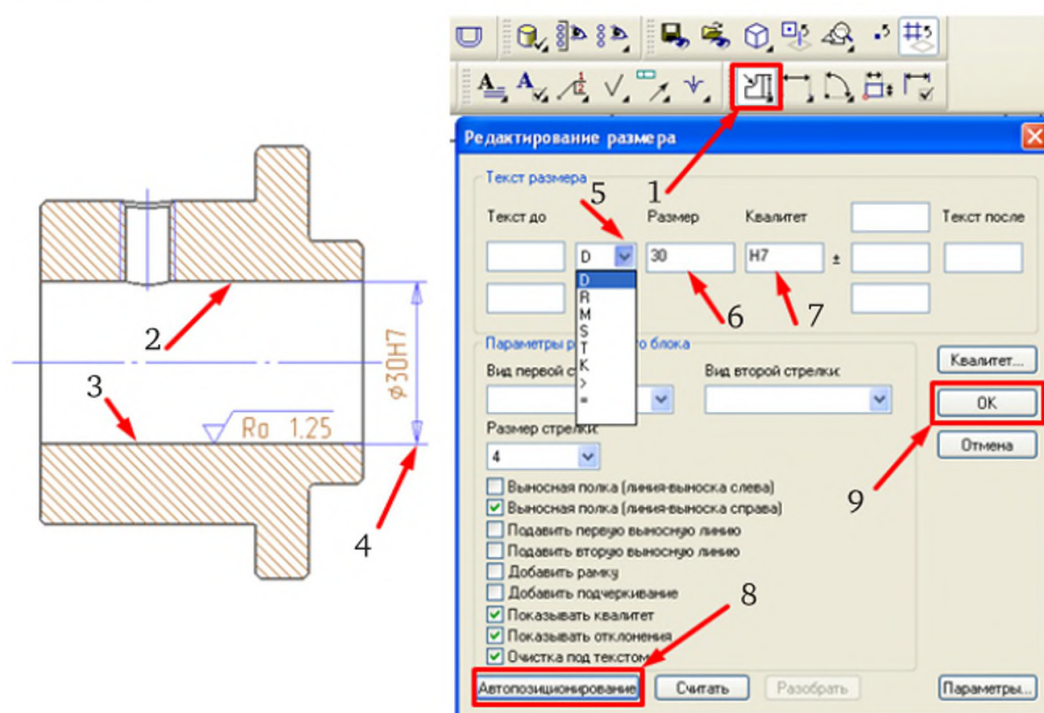 1
2
3
4
Ø30H7
Ra 1.25
Редактирование размера
Текст размера
5
Текст до
Размер
Квалитет
Текст после
D
30
H7
±
D
R
M
S
T
K
>
=
6
7
Параметры
блока
Вид первой
Вид второй стрелки:
Размер стрелки:
4
Квалитет...
OK
Отмена
9
Выносная полка (линия-выноска слева)
Выносная полка (линия-выноска справа)
Подавить первую выносную линию
Подавить вторую выносную линию
Добавить рамку
Добавить подчеркивание
Показывать квалитет
Показывать отклонения
Очистка под текстом
8
Автопозиционирование
Считать
Разобрать
Параметры...